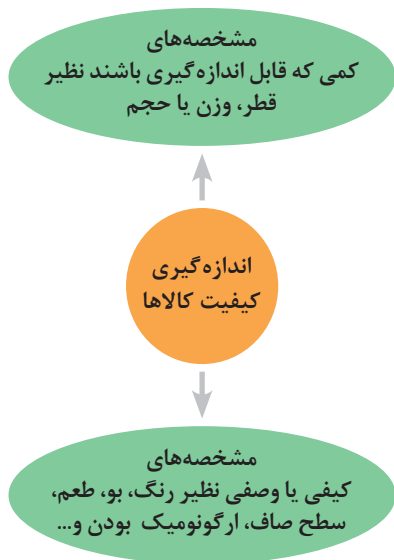 مشخصه‌های
کمی که قابل اندازه‌گیری باشند نظیر
قطر، وزن یا حجم
اندازه‌گیری
کیفیت کالاها
مشخصه‌های
کیفی یا وصفی نظیر رنگ، بو، طعم،
سطح صاف، ارگونومیک بودن و...